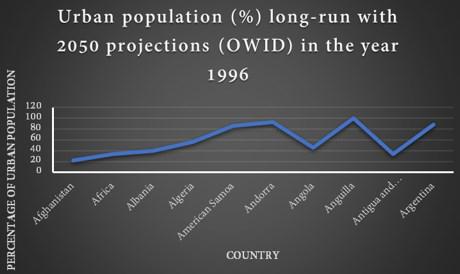 Urban population (%) long-run with
2050 projections (OWID) in the year
1996
PERCENTAGE OF URBAN POPULATION
120
100
80
60
40
20
0
Afghanistan
Africa
Albania
Algeria
American Samoa
Andorra
Angola
Anguilla
Antigua and...
Argentina
COUNTRY